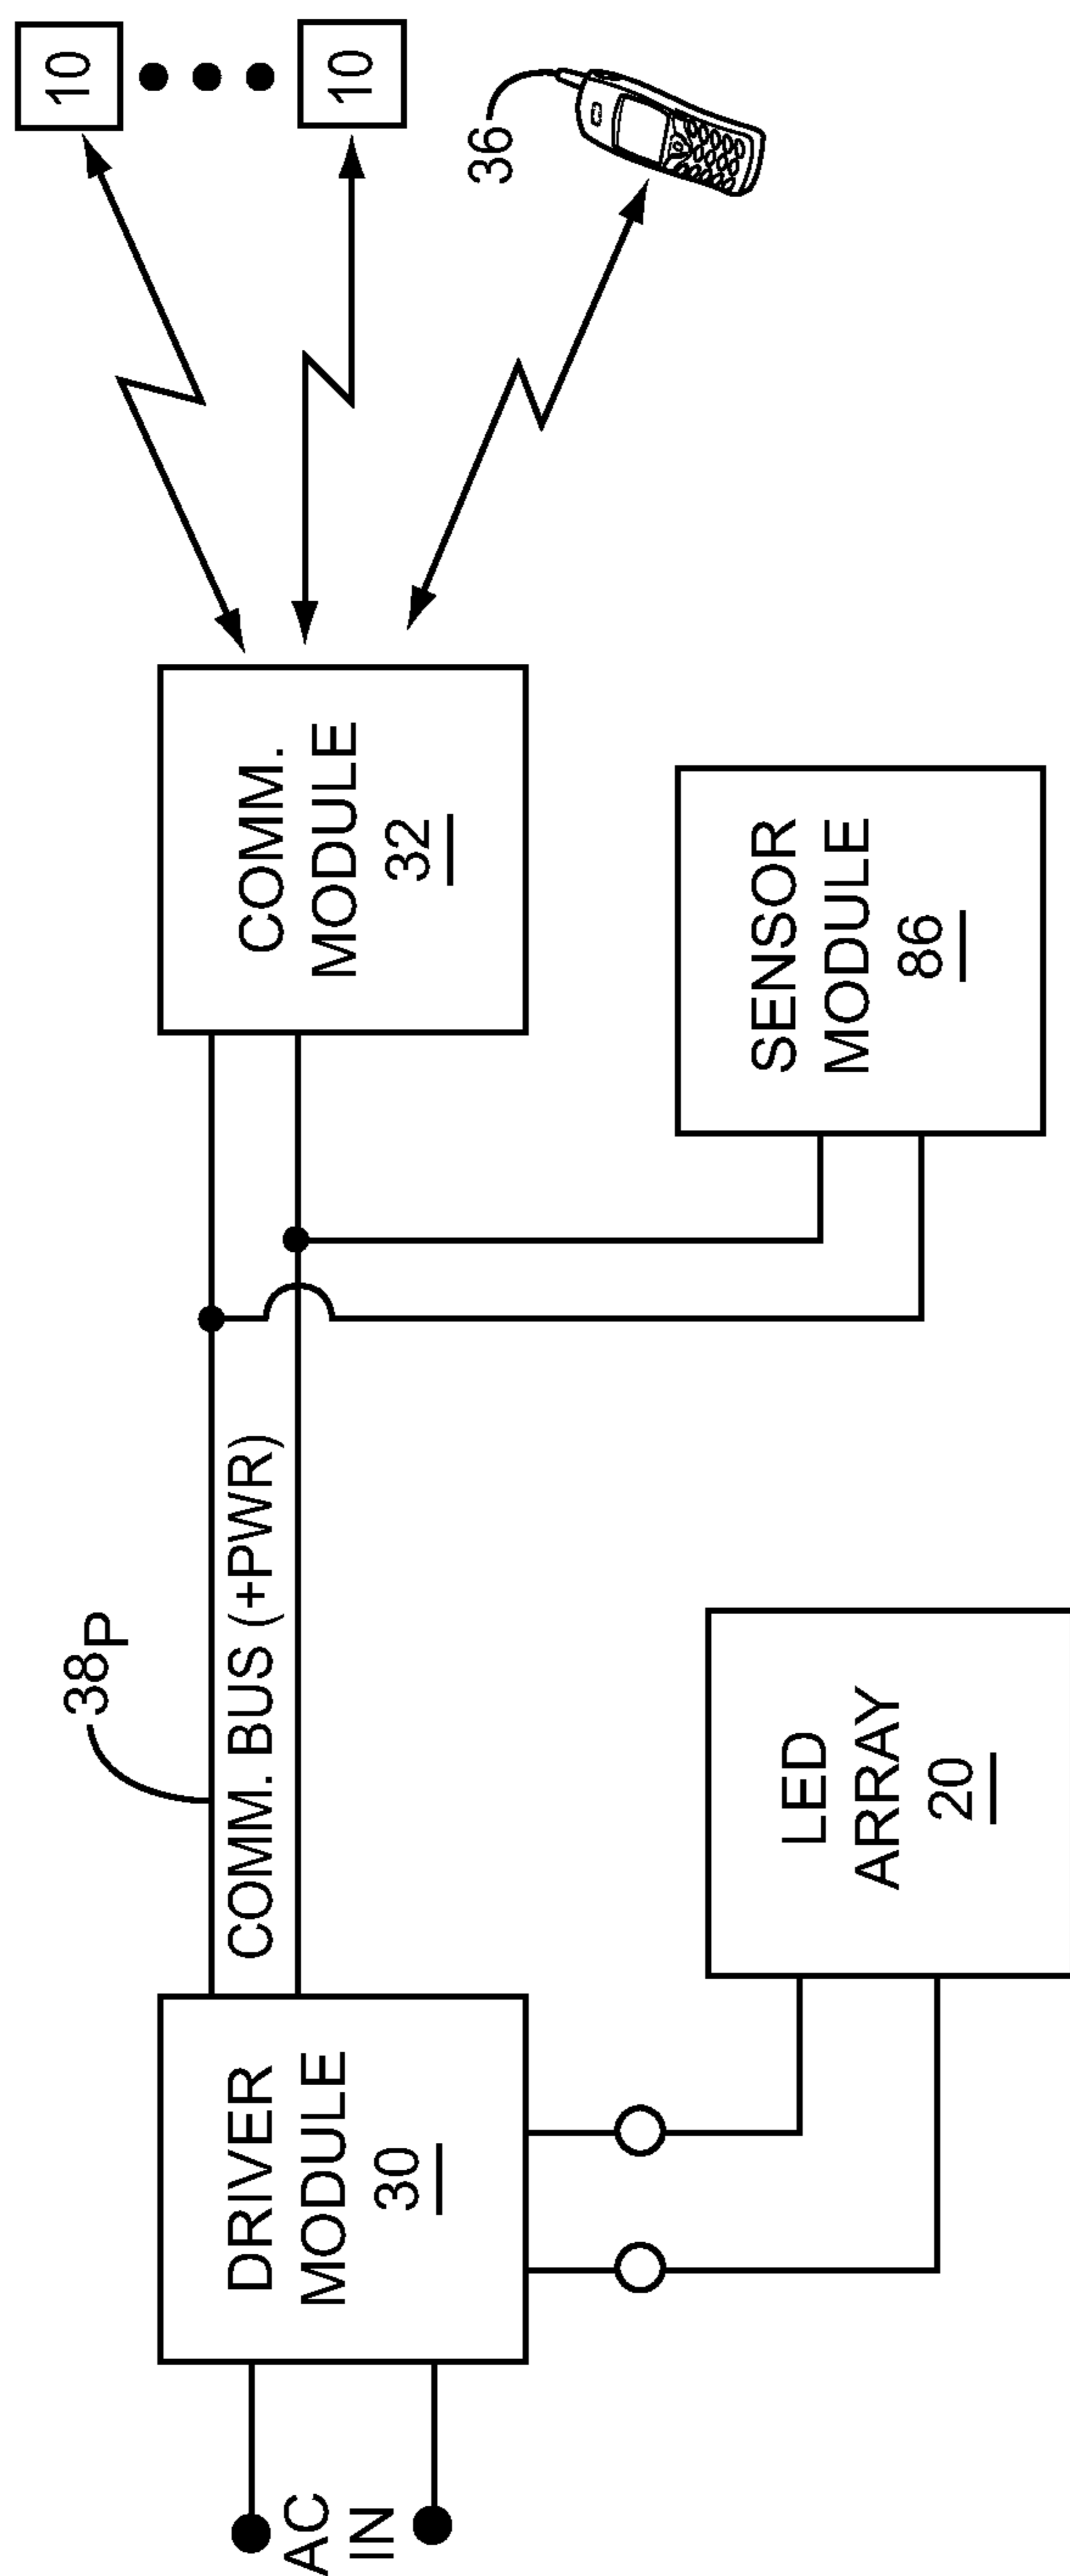 AC
IN
DRIVER
MODULE
30
38P
COMM. BUS (+PWR)
LED
ARRAY
20
COMM.
MODULE
32
SENSOR
MODULE
86
10
10
36